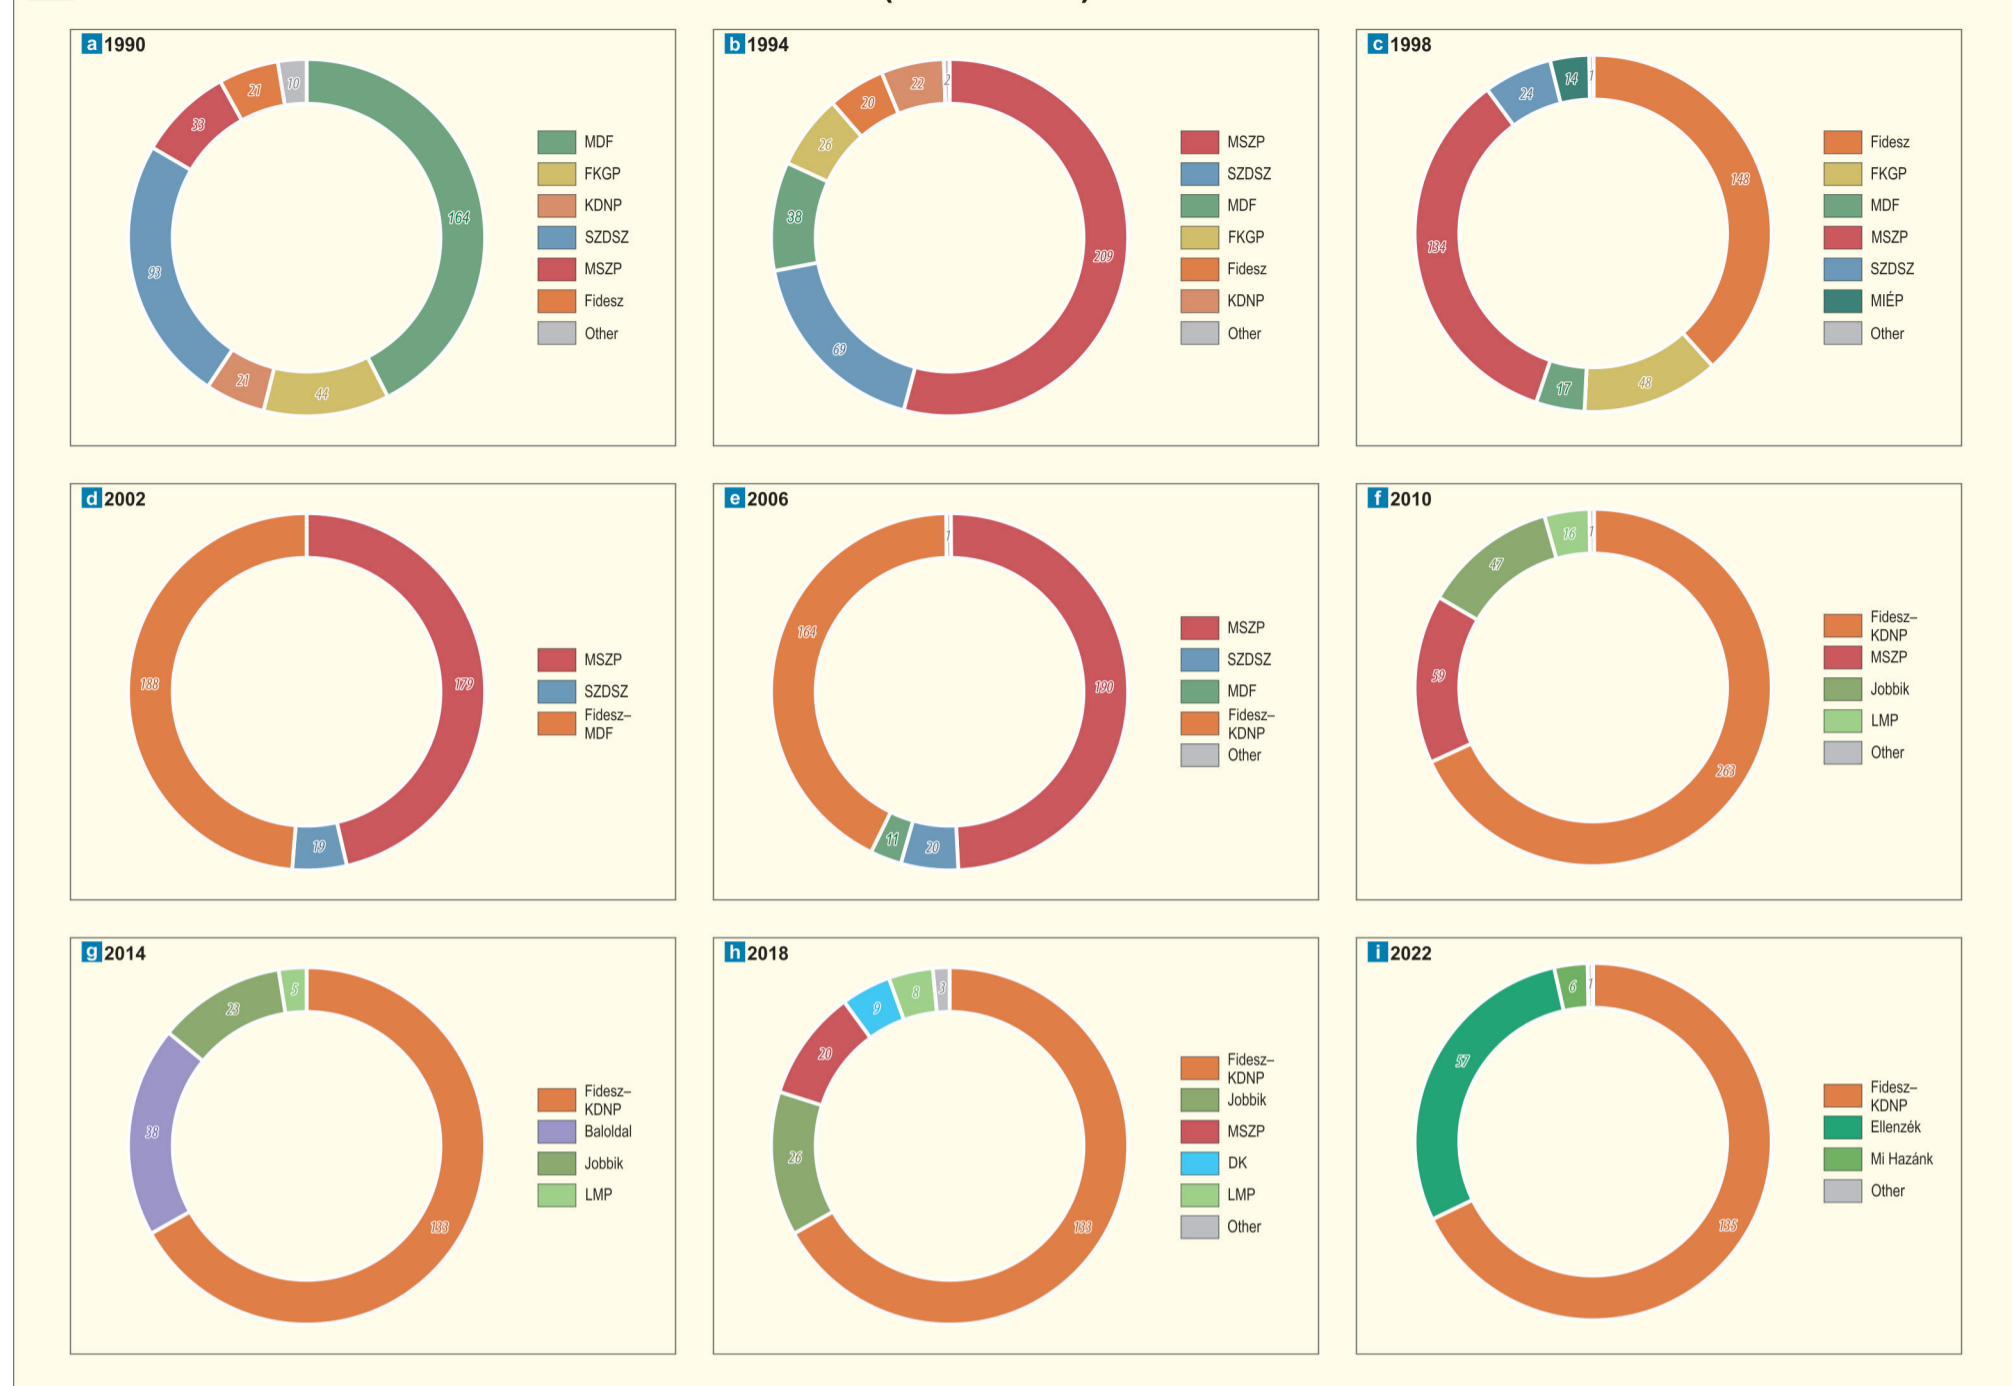 a 1990
10
21
33
93
21
44
164
MDF
FKGP
KDNP
SZDSZ
MSZP
Fidesz
Other
b 1994
2
22
20
26
38
69
209
MSZP
SZDSZ
MDF
FKGP
Fidesz
KDNP
Other
c 1998
1
14
24
134
17
48
148
Fidesz
FKGP
MDF
MSZP
SZDSZ
MIÉP
Other
d 2002
188
179
19
MSZP
SZDSZ
Fidesz–
MDF
e 2006
1
164
190
11
20
MSZP
SZDSZ
MDF
Fidesz–
KDNP
Other
f 2010
1
16
47
59
263
Fidesz–
KDNP
MSZP
Jobbik
LMP
Other
g 2014
5
23
38
133
Fidesz–
KDNP
Baloldal
Jobbik
LMP
h 2018
3
8
9
20
26
133
Fidesz–
KDNP
Jobbik
MSZP
DK
LMP
Other
i 2022
1
6
57
135
Fidesz–
KDNP
Ellenzék
Mi Hazánk
Other